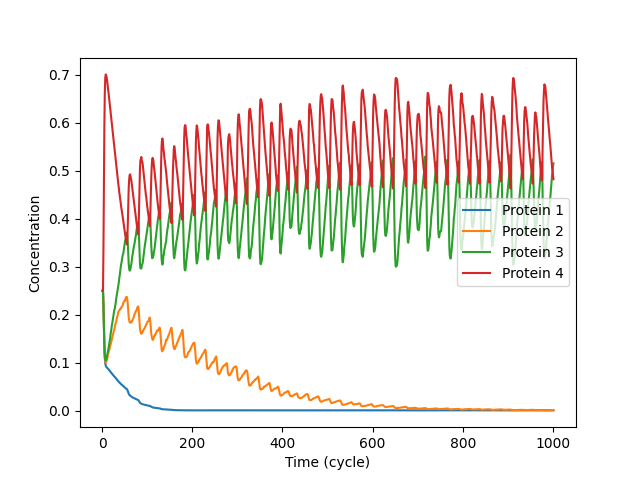 0.7
0.6
0.5
0.4
0.3
0.2
0.1
0.0
Concentration
Protein 1
Protein 2
Protein 3
Protein 4
0 200 400 600 800 1000
Time (cycle)